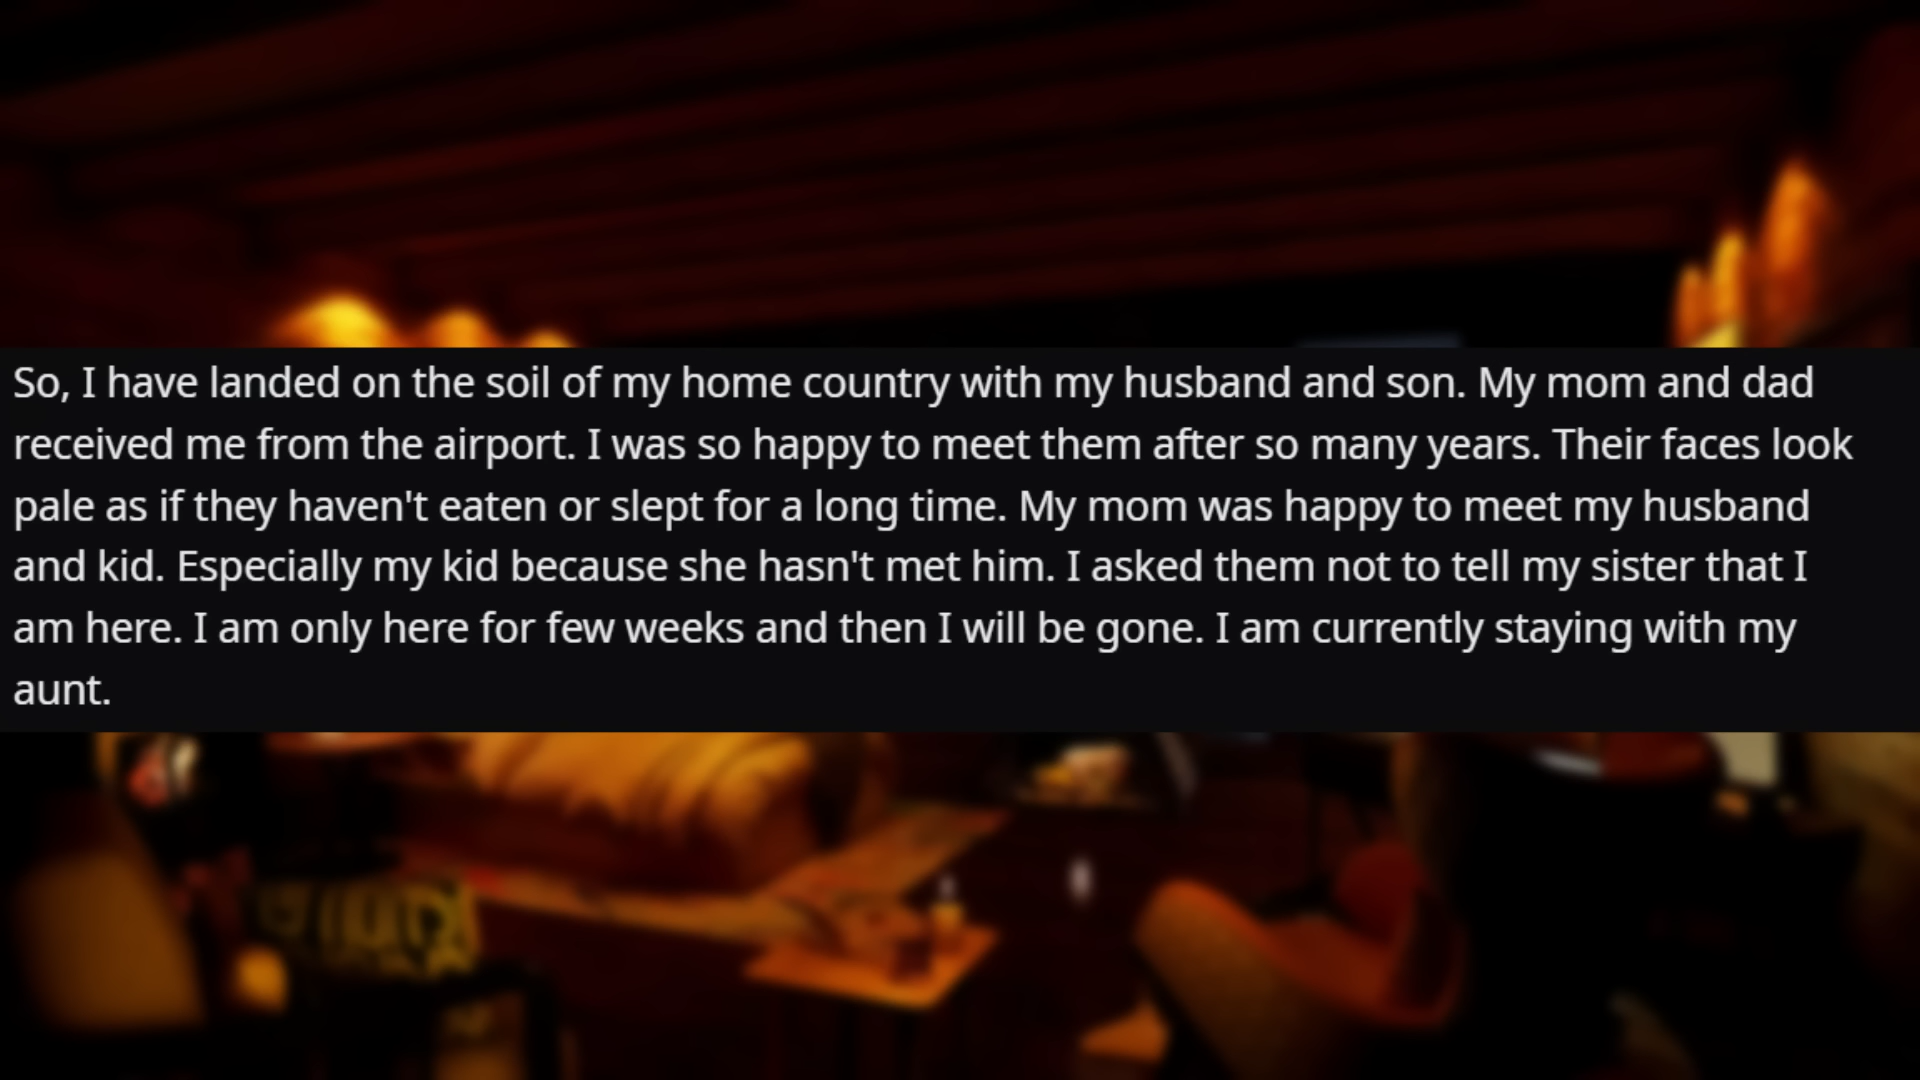 So, I have landed on the soil of my home country with my husband and son. My mom and dad
received me from the airport. I was so happy to meet them after so many years. Their faces look
pale as if they haven't eaten or slept for a long time. My mom was happy to meet my husband
and kid. Especially my kid because she hasn't met him. I asked them not to tell my sister that I
am here. I am only here for few weeks and then I will be gone. I am currently staying with my
aunt.